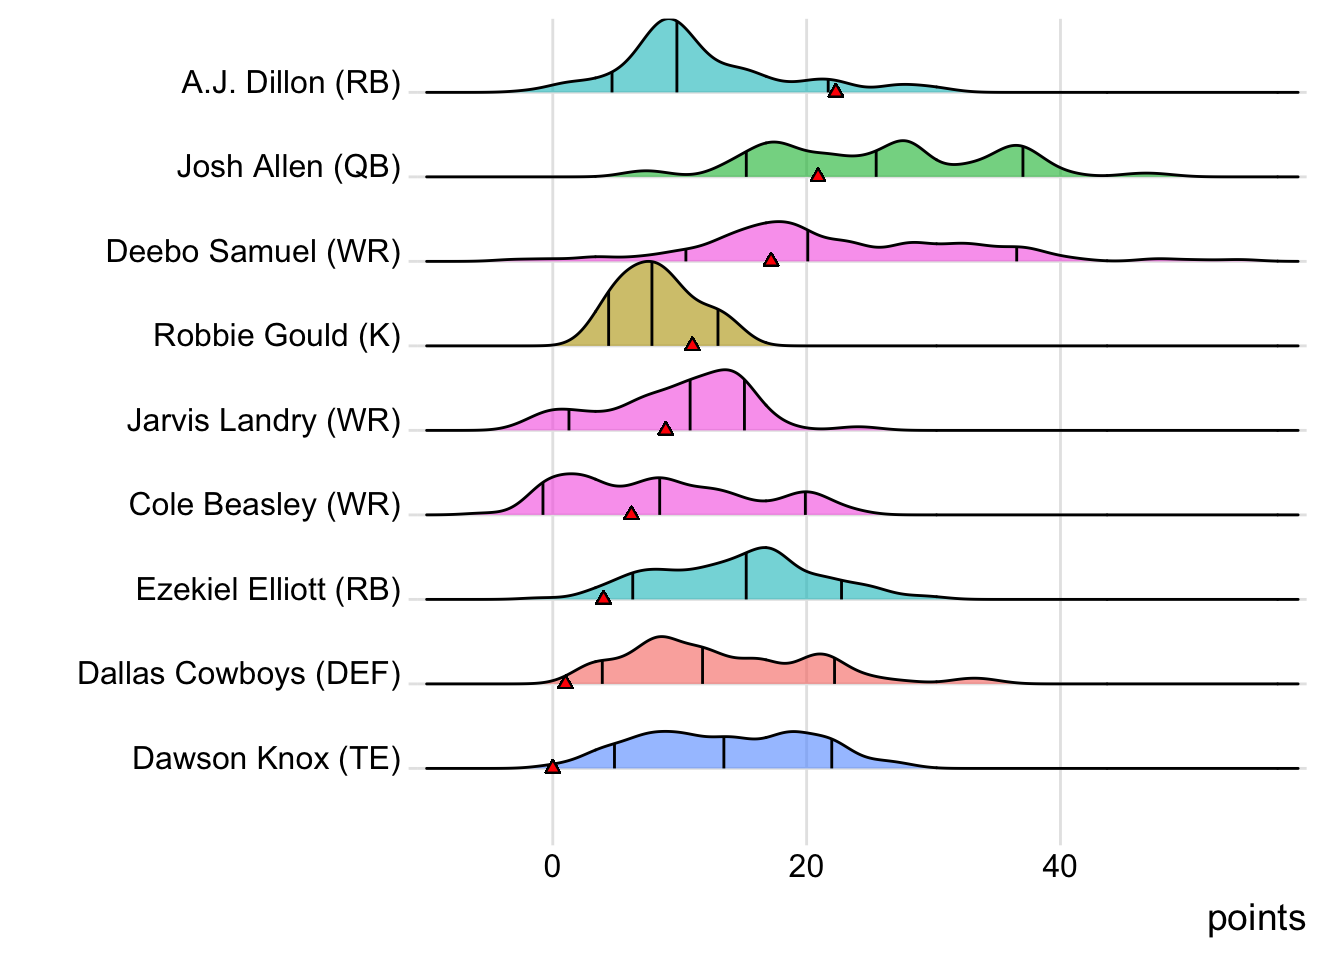 A.J. Dillon (RB)
Josh Allen (QB)
Deebo Samuel (WR)
Robbie Gould (K)
Jarvis Landry (WR)
Cole Beasley (WR)
Ezekiel Elliott (RB)
Dallas Cowboys (DEF)
Dawson Knox (TE)
0 20 40
points